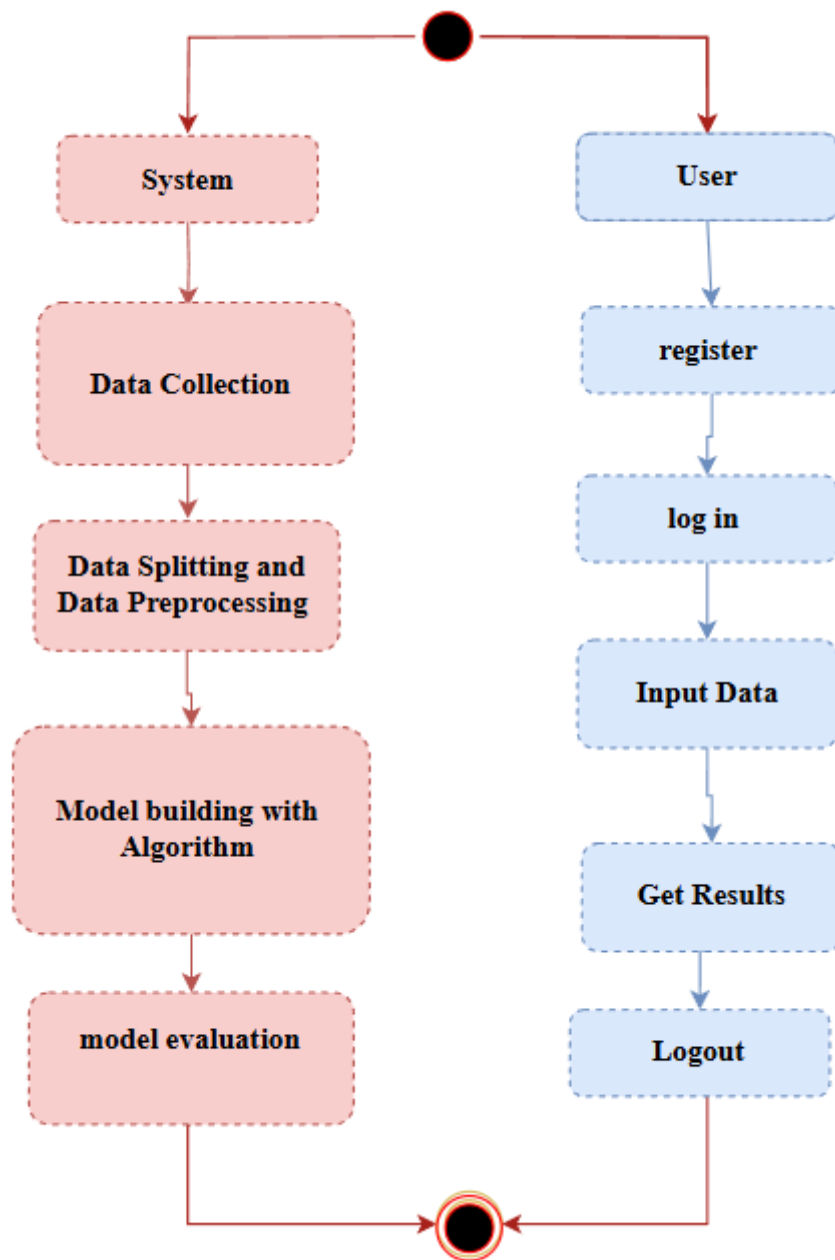 System
Data Collection
Data Splitting and
Data Preprocessing
Model building with
Algorithm
model evaluation
User
register
log in
Input Data
Get Results
Logout